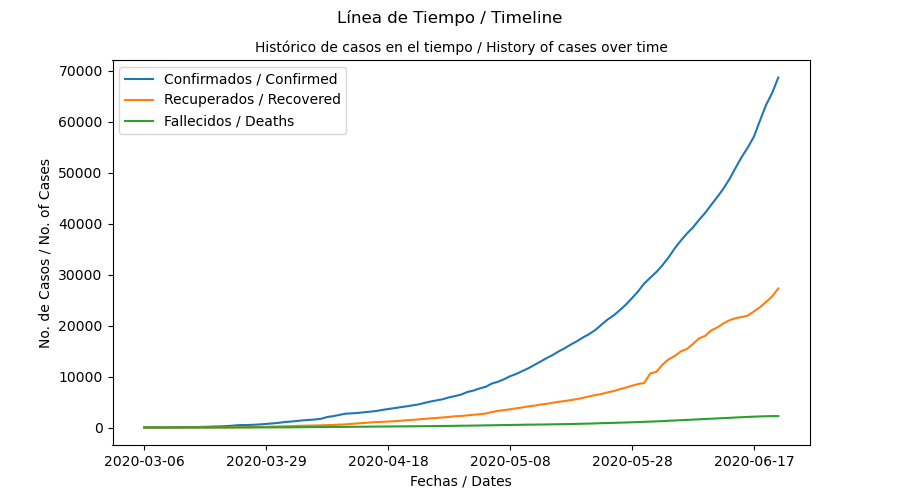 Línea de Tiempo / Timeline
Histórico de casos en el tiempo / History of cases over time
Confirmados / Confirmed
Recuperados / Recovered
Fallecidos / Deaths
No. de Casos / No. of Cases
70000
60000
50000
40000
30000
20000
10000
0
2020-03-06 2020-03-29 2020-04-18 2020-05-08 2020-05-28 2020-06-17
Fechas / Dates